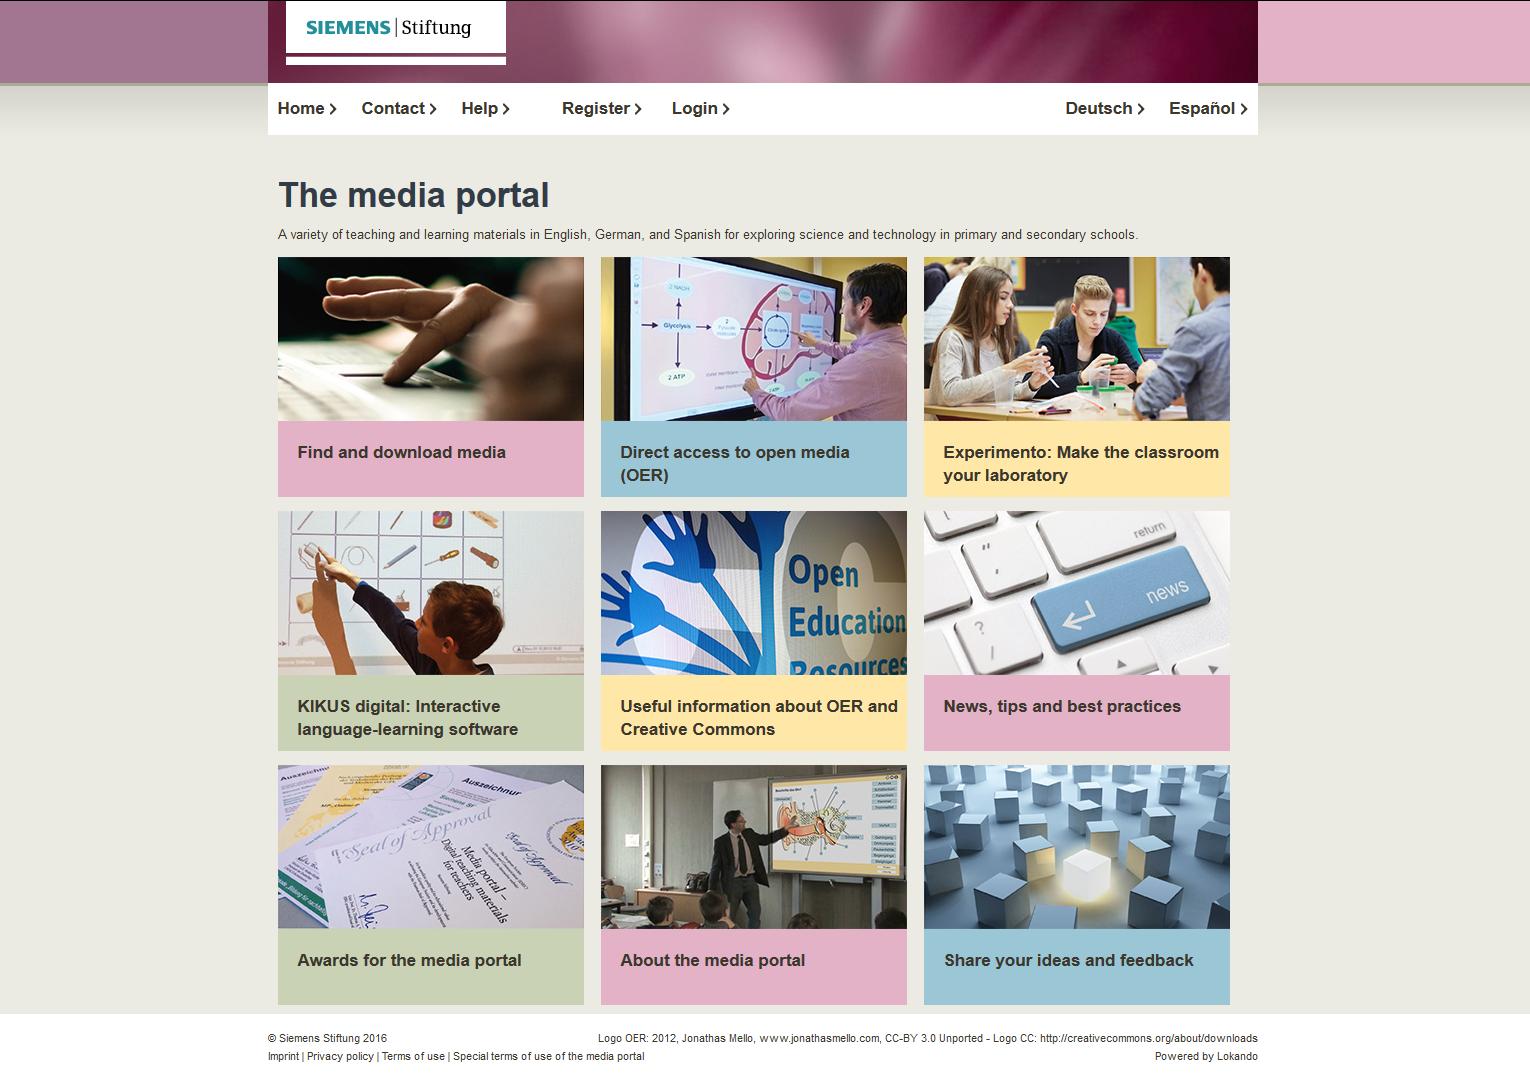 SIEMENS | Stiftung
Home Contact Help Register Login Deutsch Español
The media portal
A variety of teaching and learning materials in English, German, and Spanish for exploring science and technology in primary and secondary schools.
2 NADH
Glycolysis
2 ATP
Find and download media
Direct access to open media
(OER)
Experimento: Make the classroom
your laboratory
Open
Education
Resources
return
news
KIKUS digital: Interactive
language-learning software
Useful information about OER and
Creative Commons
News, tips and best practices
Auszeichnur
Auszeichnur
Seal of Approval
Seal of Approval
Media portal –
Digital teaching materials
for teachers
Awards for the media portal
About the media portal
Share your ideas and feedback
© Siemens Stiftung 2016
Logo OER: 2012, Jonathas Mello, www.jonathasmello.com, CC-BY 3.0 Unported - Logo CC: http://creativecommons.org/about/downloads
Imprint | Privacy policy | Terms of use | Special terms of use of the media portal
Powered by Lokando